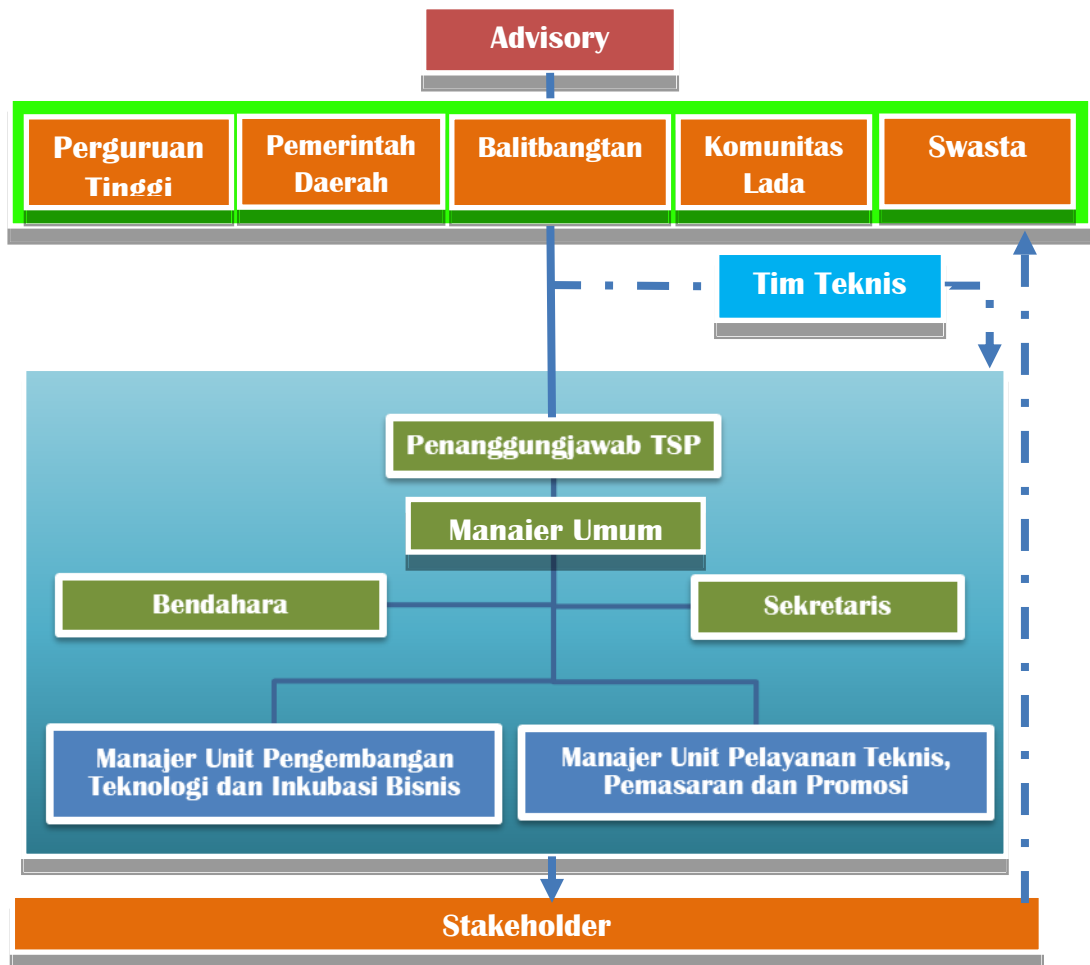 Advisory
Perguruan
Tinggi
Pemerintah
Daerah
Balitbangtan
Komunitas
Lada
Swasta
Tim Teknis
Penanggungjawab TSP
Manajer Umum
Bendahara
Sekretaris
Manajer Unit Pengembangan
Teknologi dan Inkubasi Bisnis
Manajer Unit Pelayanan Teknis,
Pemasaran dan Promosi
Stakeholder